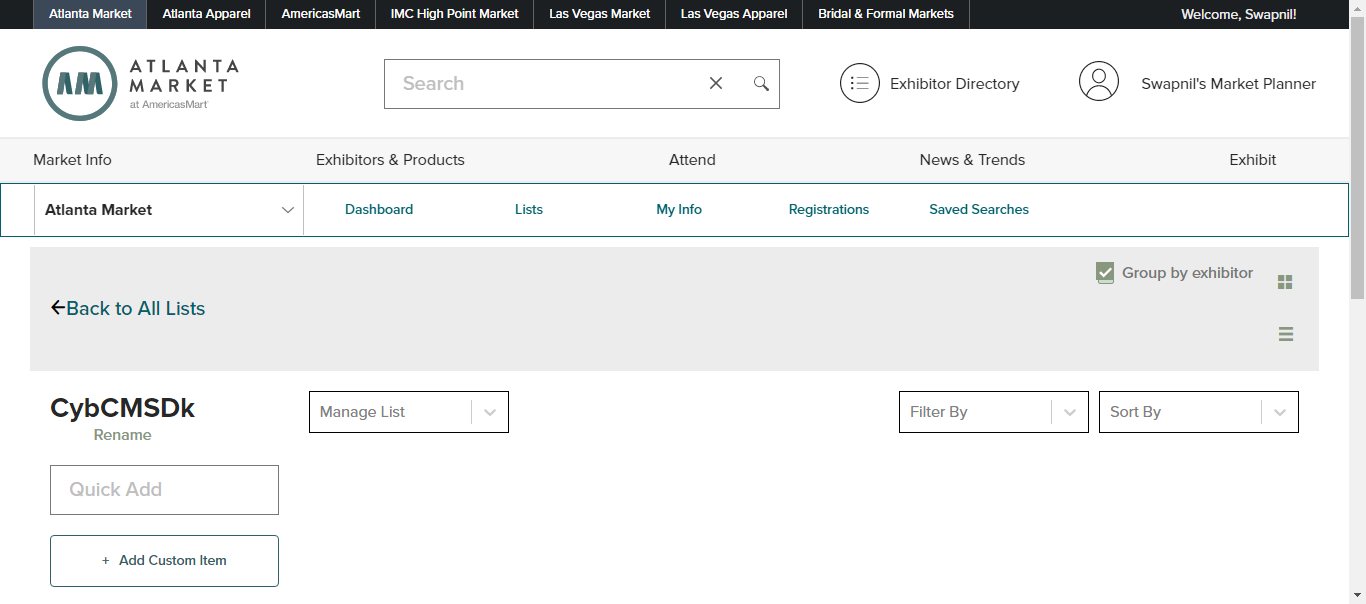 Atlanta Market Atlanta Apparel AmericasMart IMC High Point Market Las Vegas Market Las Vegas Apparel Bridal & Formal Markets Welcome, Swapnil!
AM ATLANTA
MARKET
at AmericasMart
Search Exhibitor Directory Swapnil's Market Planner
Market Info Exhibitors & Products Attend News & Trends Exhibit
Atlanta Market Dashboard Lists My Info Registrations Saved Searches
Group by exhibitor
Back to All Lists
CybCMSDk Manage List Filter By Sort By
Rename
Quick Add
+ Add Custom Item